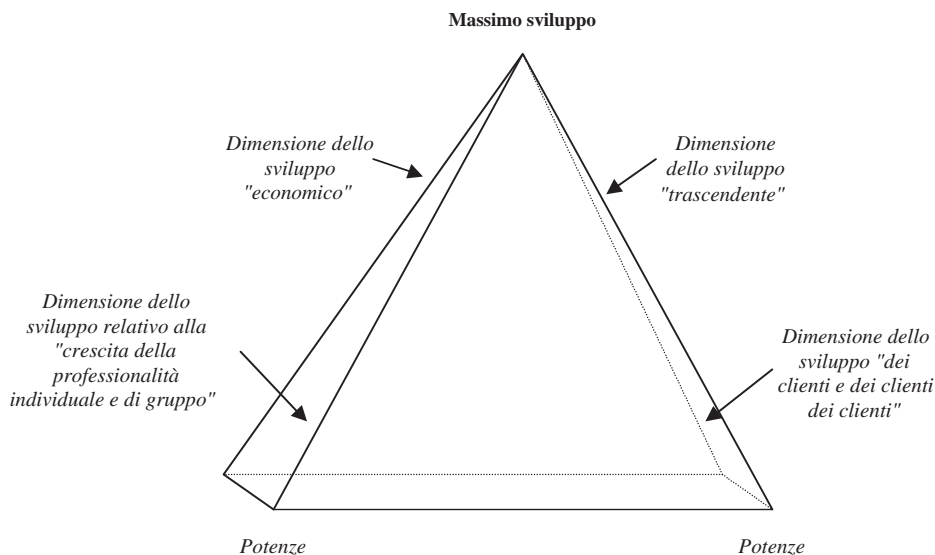 Massimo sviluppo
Dimensione dello
sviluppo
"economico"
Dimensione
dello sviluppo
"trascendente"
Dimensione dello
sviluppo relativo alla
"crescita della
professionalità
individuale e di gruppo"
Dimensione dello
sviluppo "dei
clienti e dei clienti
dei clienti"
Potenze
Potenze